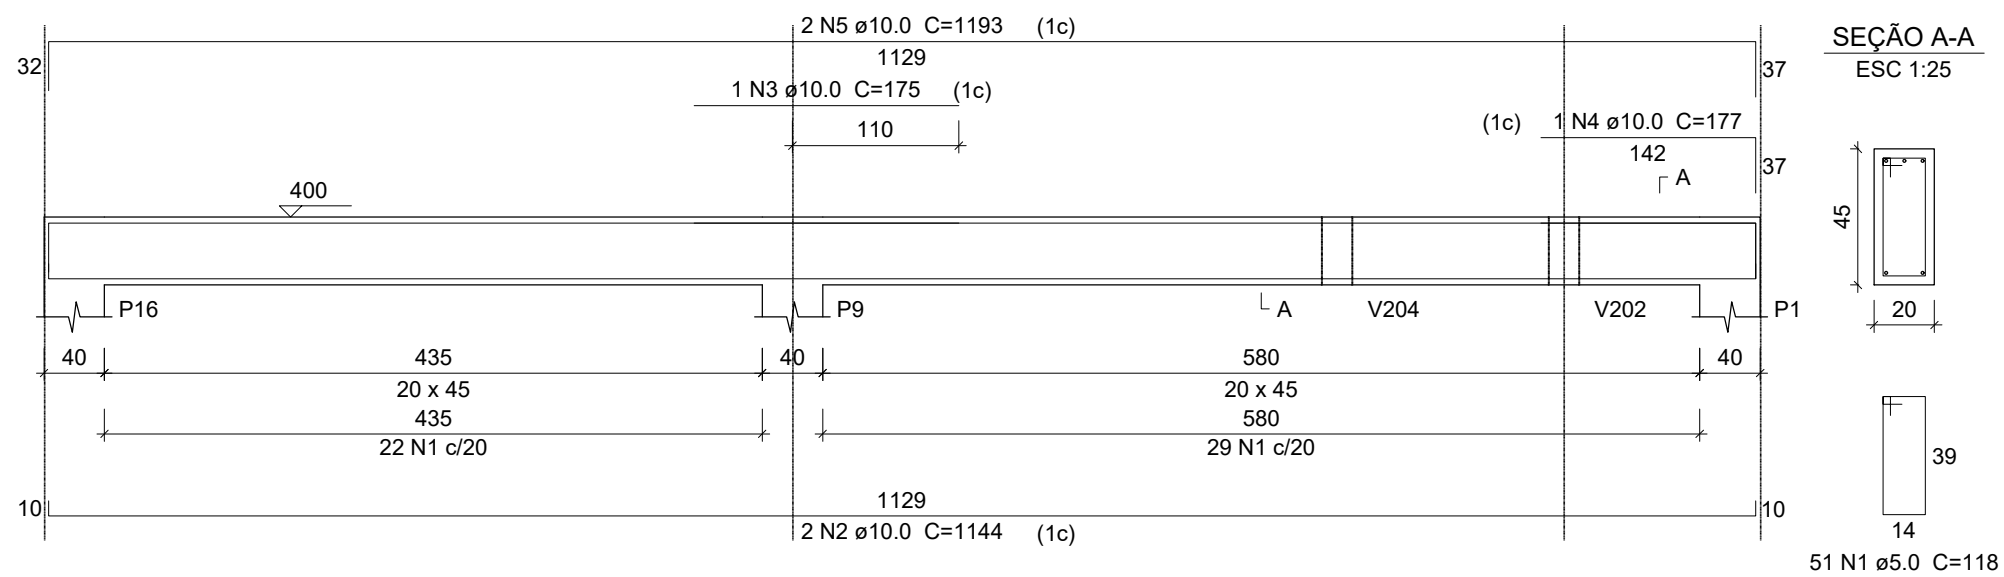 2 N5 ø10.0 C=1193 (1c)
1129
32
37
1 N3 ø10.0 C=175 (1c)
110
(1c) 1 N4 ø10.0 C=177
142
37
A
400
P16
P9
A
V204
V202
P1
40
435
40
580
40
20 x 45
20 x 45
435
580
22 N1 c/20
29 N1 c/20
10
1129
10
2 N2 ø10.0 C=1144 (1c)
SEÇÃO A-A
ESC 1:25
45
20
39
14
51 N1 ø5.0 C=118